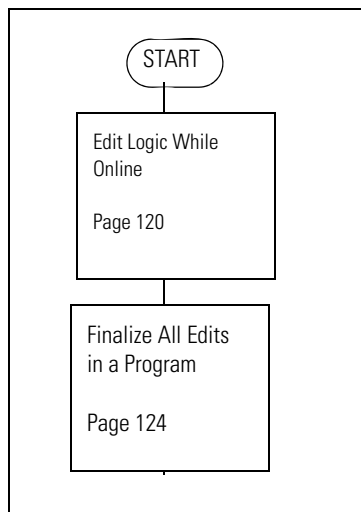 START
Edit Logic While
Online
Page 120
Finalize All Edits
in a Program
Page 124